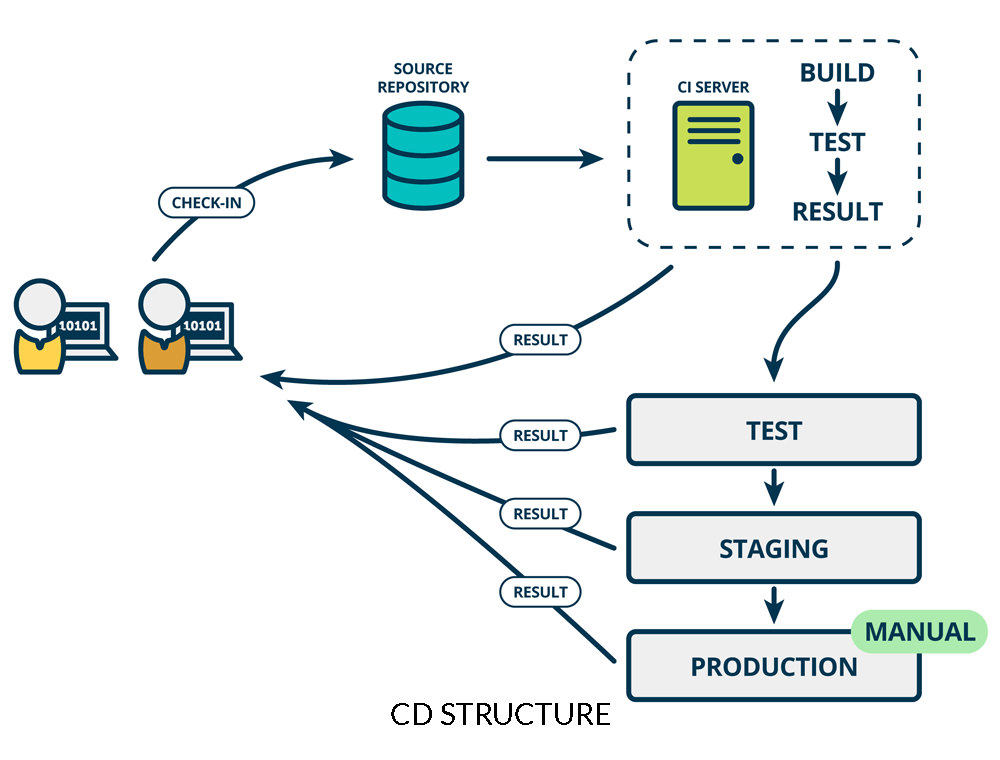 SOURCE
REPOSITORY
CI SERVER
BUILD
TEST
RESULT
CHECK-IN
10101
10101
RESULT
RESULT
TEST
RESULT
STAGING
RESULT
MANUAL
PRODUCTION
CD STRUCTURE